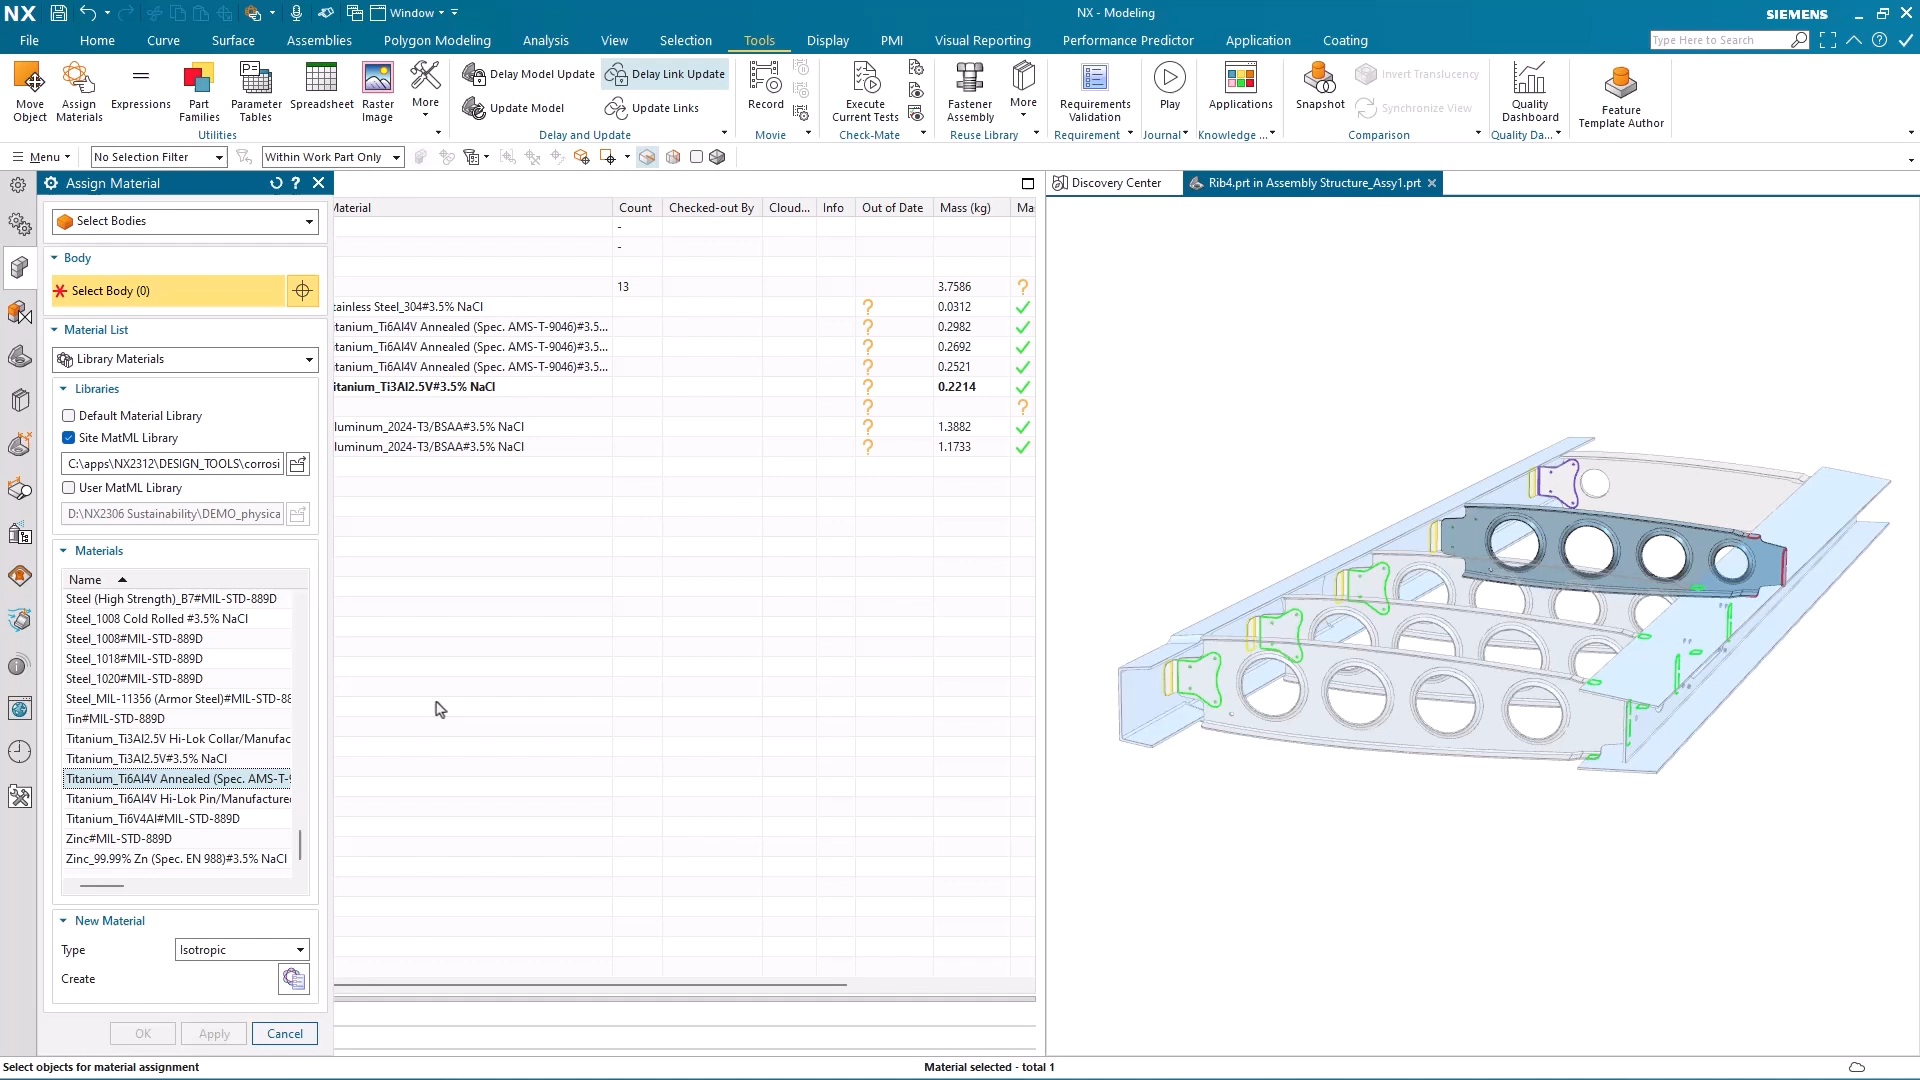 NX
Window
NX - Modeling
SIEMENS
File
Home
Curve
Surface
Assemblies
Polygon Modeling
Analysis
View
Selection
Tools
Display
PMI
Visual Reporting
Performance Predictor
Application
Coating
Type Here to Search
Move Object
Assign Materials
Expressions
Part Families
Parameter Tables
Spreadsheet
Raster Image
More
Utilities
Delay Model Update
Delay Link Update
Update Model
Update Links
Delay and Update
Record
Movie
Execute Current Tests
Check-Mate
Fastener Assembly
More
Reuse Library
Requirements Validation
Requirement
Play
Journal
Applications
Knowledge ...
Snapshot
Invert Translucency
Synchronize View
Comparison
Quality Dashboard
Quality Da...
Feature Template Author
Menu
No Selection Filter
Within Work Part Only
Assign Material
Select Bodies
Body
Select Body (0)
Material List
Library Materials
Libraries
Default Material Library
Site MatML Library
C:\apps\NX2312\DESIGN_TOOLS\corrosi
User MatML Library
D:\NX2306 Sustainability\DEMO_physica
Materials
Name
Steel (High Strength)_B7#MIL-STD-889D
Steel_1008 Cold Rolled #3.5% NaCl
Steel_1008#MIL-STD-889D
Steel_1018#MIL-STD-889D
Steel_1020#MIL-STD-889D
Steel_MIL-11356 (Armor Steel)#MIL-STD-88
Tin#MIL-STD-889D
Titanium_Ti3Al2.5V Hi-Lok Collar/Manufac
Titanium_Ti3Al2.5V#3.5% NaCl
Titanium_Ti6Al4V Annealed (Spec. AMS-T-9
Titanium_Ti6Al4V Hi-Lok Pin/Manufacture
Titanium_Ti6V4Al#MIL-STD-889D
Zinc#MIL-STD-889D
Zinc_99.99% Zn (Spec. EN 988)#3.5% NaCl
New Material
Type
Isotropic
Create
OK
Apply
Cancel
Material Count Checked-out By Cloud... Info Out of Date Mass (kg) Ma
-
-
13 3.7586
tainless Steel_304#3.5% NaCl 0.0312
itanium_Ti6Al4V Annealed (Spec. AMS-T-9046)#3.5... 0.2982
itanium_Ti6Al4V Annealed (Spec. AMS-T-9046)#3.5... 0.2692
itanium_Ti6Al4V Annealed (Spec. AMS-T-9046)#3.5... 0.2521
itanium_Ti3Al2.5V#3.5% NaCl 0.2214
luminum_2024-T3/BSAA#3.5% NaCl 1.3882
luminum_2024-T3/BSAA#3.5% NaCl 1.1733
Discovery Center
Rib4.prt in Assembly Structure_Assy1.prt
Select objects for material assignment
Material selected - total 1